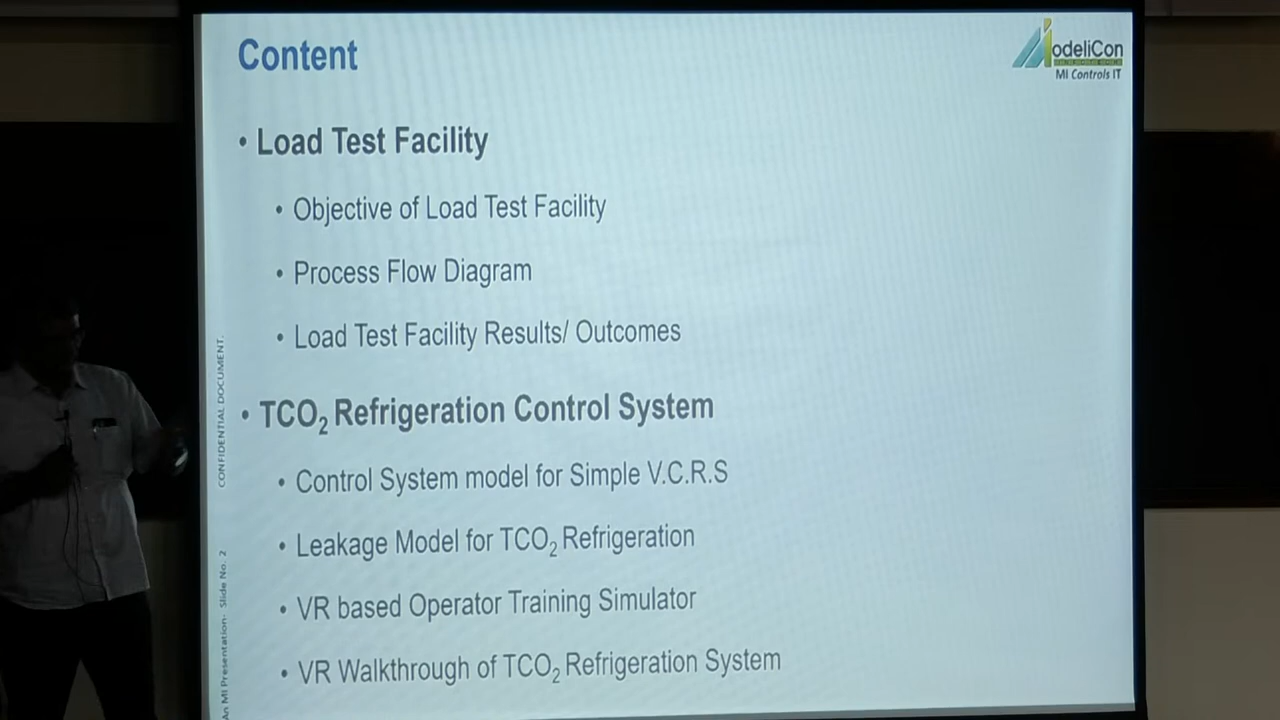 Content
odeliCon
MI Controls IT
• Load Test Facility
• Objective of Load Test Facility
• Process Flow Diagram
• Load Test Facility Results/ Outcomes
• TCO₂ Refrigeration Control System
• Control System model for Simple V.C.R.S
• Leakage Model for TCO₂ Refrigeration
• VR based Operator Training Simulator
• VR Walkthrough of TCO₂ Refrigeration System
An MI Presentation- Slide No. 2
CONFIDENTIAL DOCUMENT.